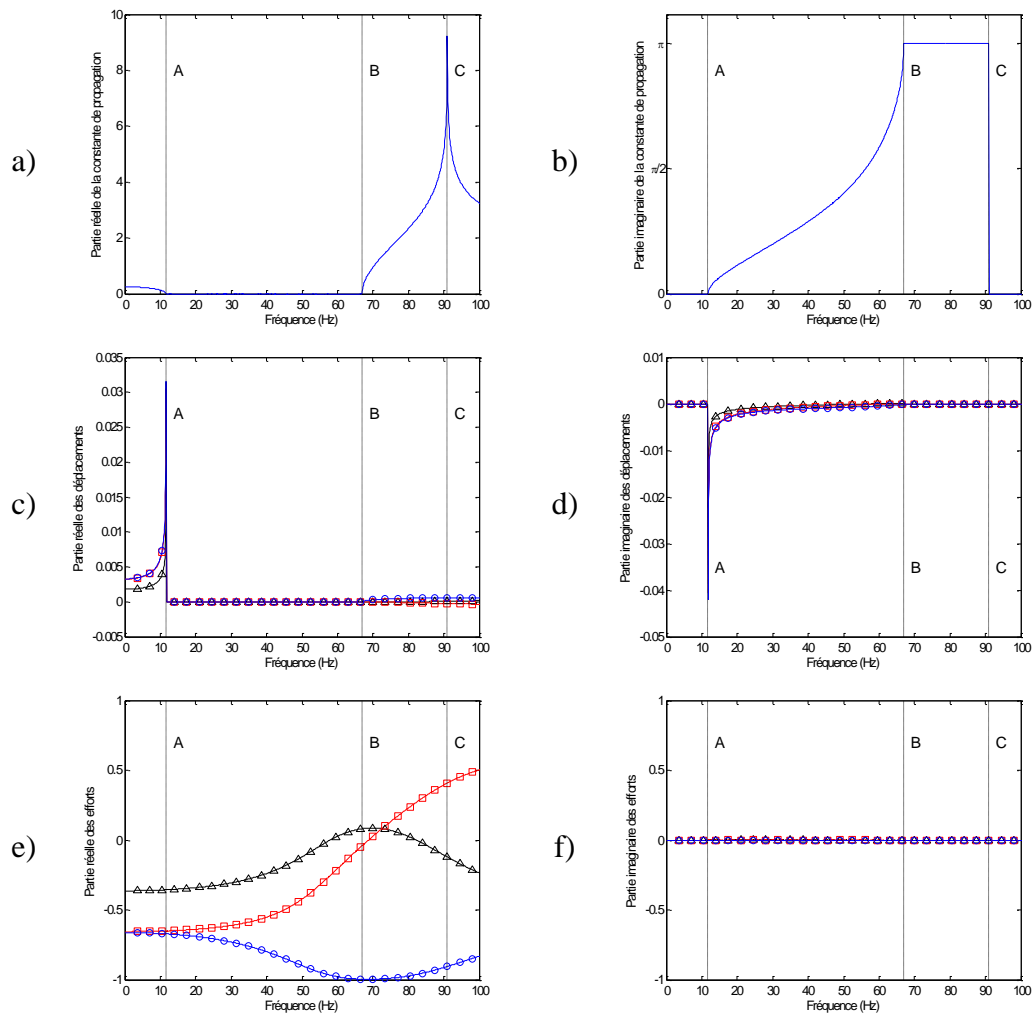 a)
Partie réelle de la constante de propagation
10
8
6
4
2
0
A
B
C
0 10 20 30 40 50 60 70 80 90 100
Fréquence (Hz)
b)
Partie imaginaire de la constante de propagation
π
π/2
0
A
B
C
0 10 20 30 40 50 60 70 80 90 100
Fréquence (Hz)
c)
Partie réelle des déplacements
0.035
0.03
0.025
0.02
0.015
0.01
0.005
0
-0.005
A
B
C
0 10 20 30 40 50 60 70 80 90 100
Fréquence (Hz)
d)
Partie imaginaire des déplacements
0.01
0
-0.01
-0.02
-0.03
-0.04
-0.05
A
B
C
0 10 20 30 40 50 60 70 80 90 100
Fréquence (Hz)
e)
Partie réelle des efforts
1
0.5
0
-0.5
-1
A
B
C
0 10 20 30 40 50 60 70 80 90 100
Fréquence (Hz)
f)
Partie imaginaire des efforts
1
0.5
0
-0.5
-1
A
B
C
0 10 20 30 40 50 60 70 80 90 100
Fréquence (Hz)